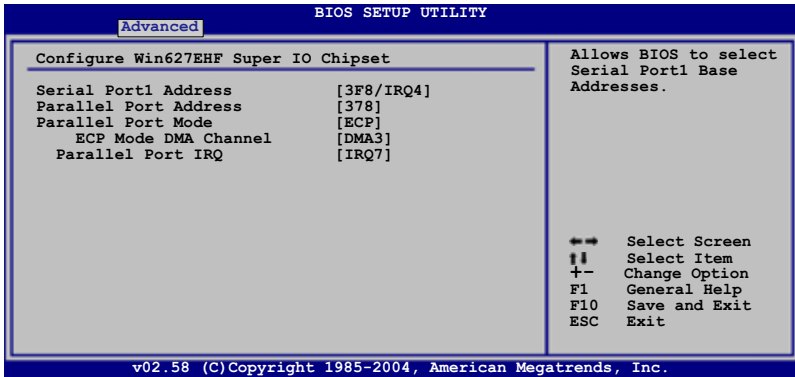 BIOS SETUP UTILITY
Advanced
Configure Win627EHF Super IO Chipset
Serial Port1 Address [3F8/IRQ4]
Parallel Port Address [378]
Parallel Port Mode [ECP]
ECP Mode DMA Channel [DMA3]
Parallel Port IRQ [IRQ7]
Allows BIOS to select
Serial Port1 Base
Addresses.
←→ Select Screen
↑↓ Select Item
+- Change Option
F1 General Help
F10 Save and Exit
ESC Exit
v02.58 (C)Copyright 1985-2004, American Megatrends, Inc.